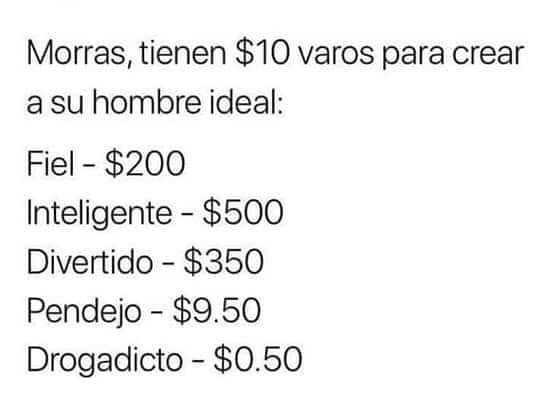 Morras, tienen $10 varos para crear
a su hombre ideal:
Fiel - $200
Inteligente - $500
Divertido - $350
Pendejo - $9.50
Drogadicto - $0.50